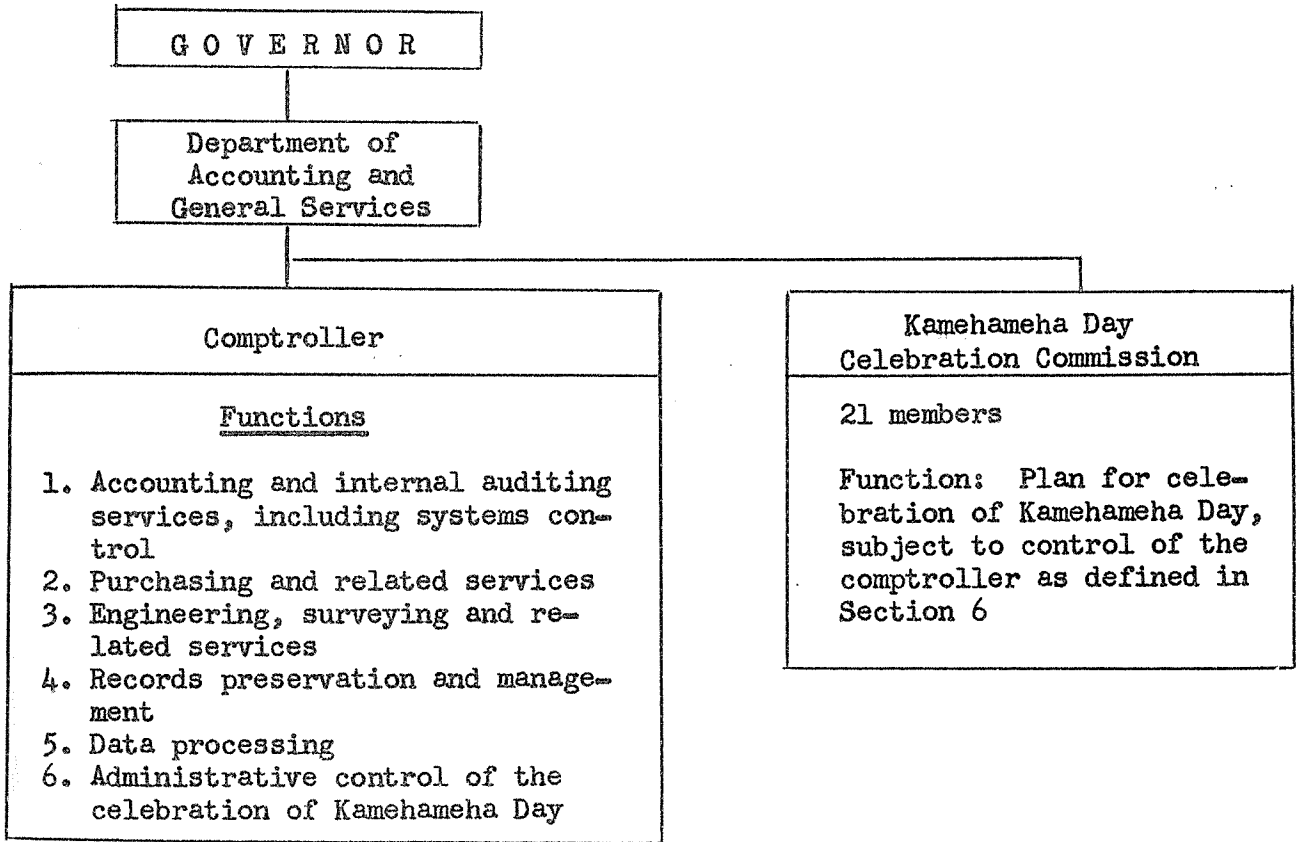 GOVERNOR
Department of
Accounting and
General Services
Comptroller
Functions
1. Accounting and internal auditing
services, including systems con-
trol
2. Purchasing and related services
3. Engineering, surveying and re-
lated services
4. Records preservation and manage-
ment
5. Data processing
6. Administrative control of the
celebration of Kamehameha Day
Kamehameha Day
Celebration Commission
21 members
Function: Plan for cele-
bration of Kamehameha Day,
subject to control of the
comptroller as defined in
Section 6